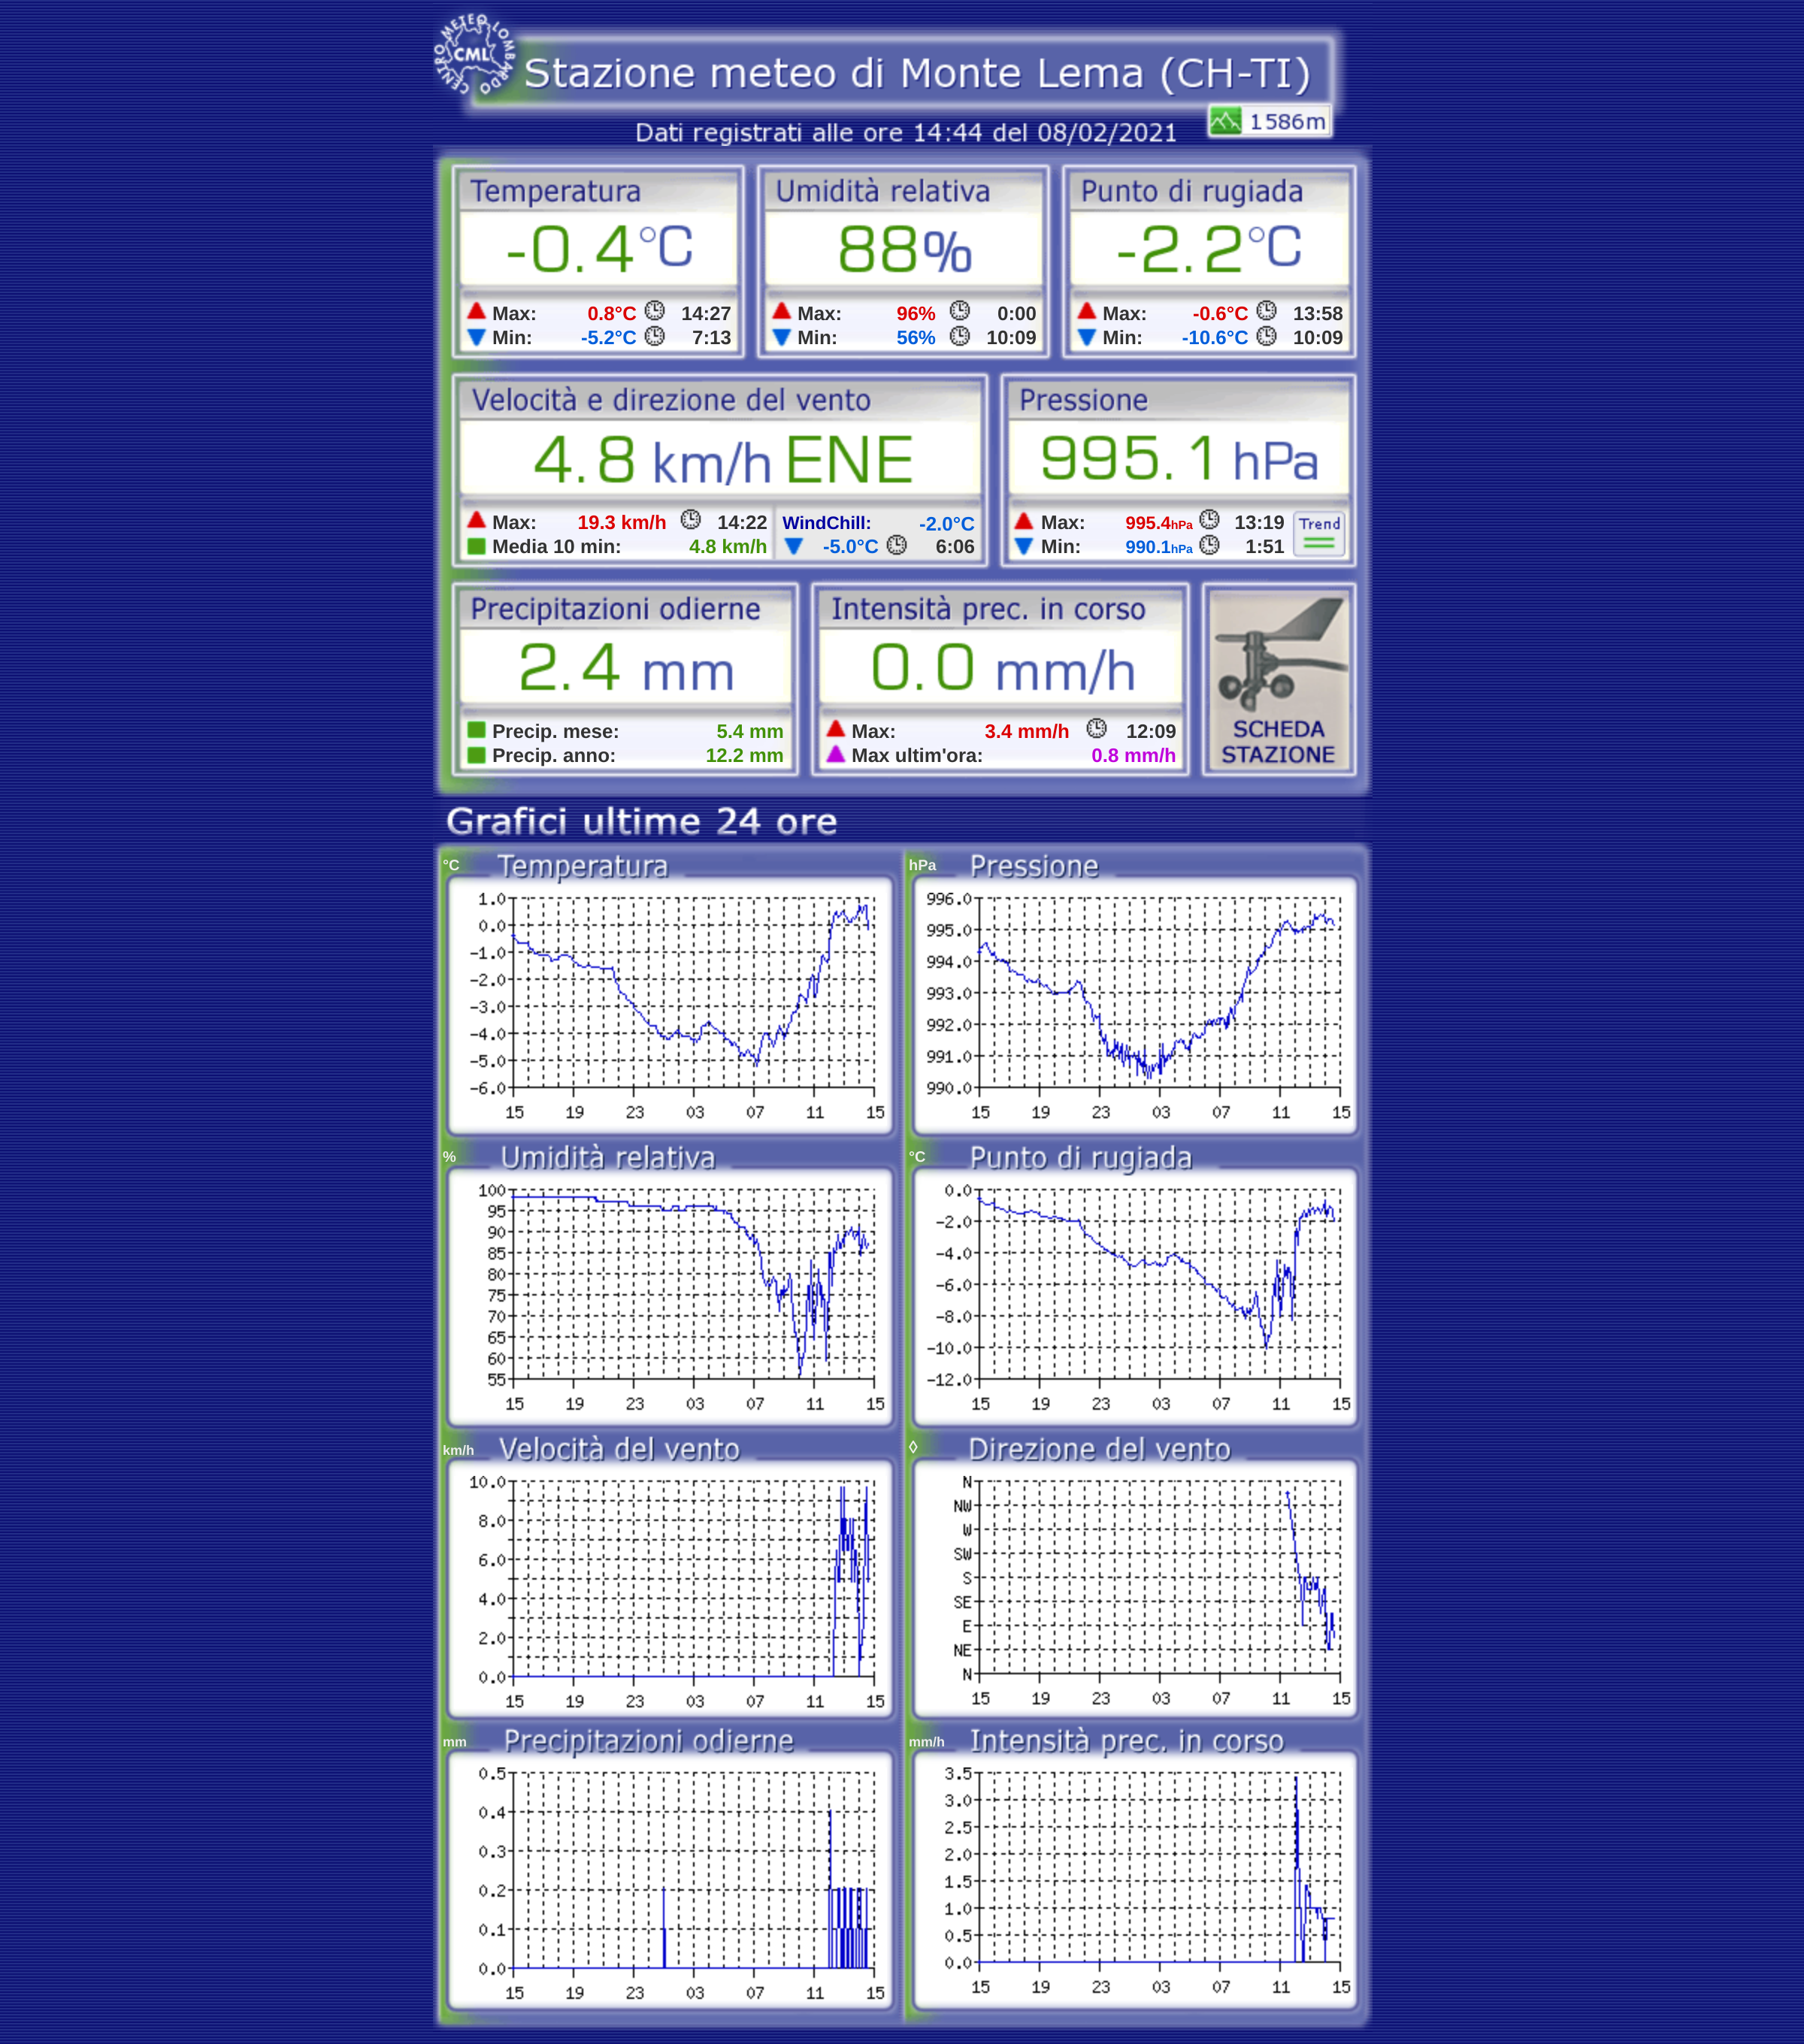 CENTRO METEO LOMBARDO
CML
Stazione meteo di Monte Lema (CH-TI)
1586m
Dati registrati alle ore 14:44 del 08/02/2021
Temperatura Umidità relativa Punto di rugiada
-0.4°C 88% -2.2°C
Max: 0.8°C 14:27 Max: 96% 0:00 Max: -0.6°C 13:58
Min: -5.2°C 7:13 Min: 56% 10:09 Min: -10.6°C 10:09
Velocità e direzione del vento Pressione
4.8 km/h ENE 995.1 hPa
Max: 19.3 km/h 14:22 WindChill: -2.0°C Max: 995.4hPa 13:19 Trend
Media 10 min: 4.8 km/h -5.0°C 6:06 Min: 990.1hPa 1:51
Precipitazioni odierne Intensità prec. in corso
2.4 mm 0.0 mm/h
Precip. mese: 5.4 mm Max: 3.4 mm/h 12:09 SCHEDA
Precip. anno: 12.2 mm Max ultim'ora: 0.8 mm/h STAZIONE
Grafici ultime 24 ore
°C Temperatura
1.0
0.0
-1.0
-2.0
-3.0
-4.0
-5.0
-6.0
15 19 23 03 07 11 15
hPa Pressione
996.0
995.0
994.0
993.0
992.0
991.0
990.0
15 19 23 03 07 11 15
% Umidità relativa
100
95
90
85
80
75
70
65
60
55
15 19 23 03 07 11 15
°C Punto di rugiada
0.0
-2.0
-4.0
-6.0
-8.0
-10.0
-12.0
15 19 23 03 07 11 15
km/h Velocità del vento
10.0
8.0
6.0
4.0
2.0
0.0
15 19 23 03 07 11 15
◊ Direzione del vento
N
NW
W
SW
S
SE
E
NE
N
15 19 23 03 07 11 15
mm Precipitazioni odierne
0.5
0.4
0.3
0.2
0.1
0.0
15 19 23 03 07 11 15
mm/h Intensità prec. in corso
3.5
3.0
2.5
2.0
1.5
1.0
0.5
0.0
15 19 23 03 07 11 15